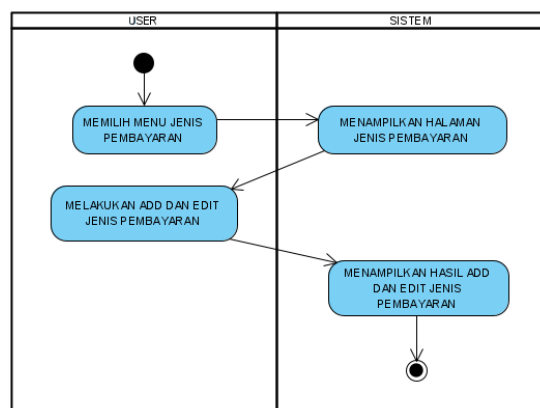 USER
SISTEM
MEMILIH MENU JENIS
PEMBAYARAN
MENAMPILKAN HALAMAN
JENIS PEMBAYARAN
MELAKUKAN ADD DAN EDIT
JENIS PEMBAYARAN
MENAMPILKAN HASIL ADD
DAN EDIT JENIS
PEMBAYARAN